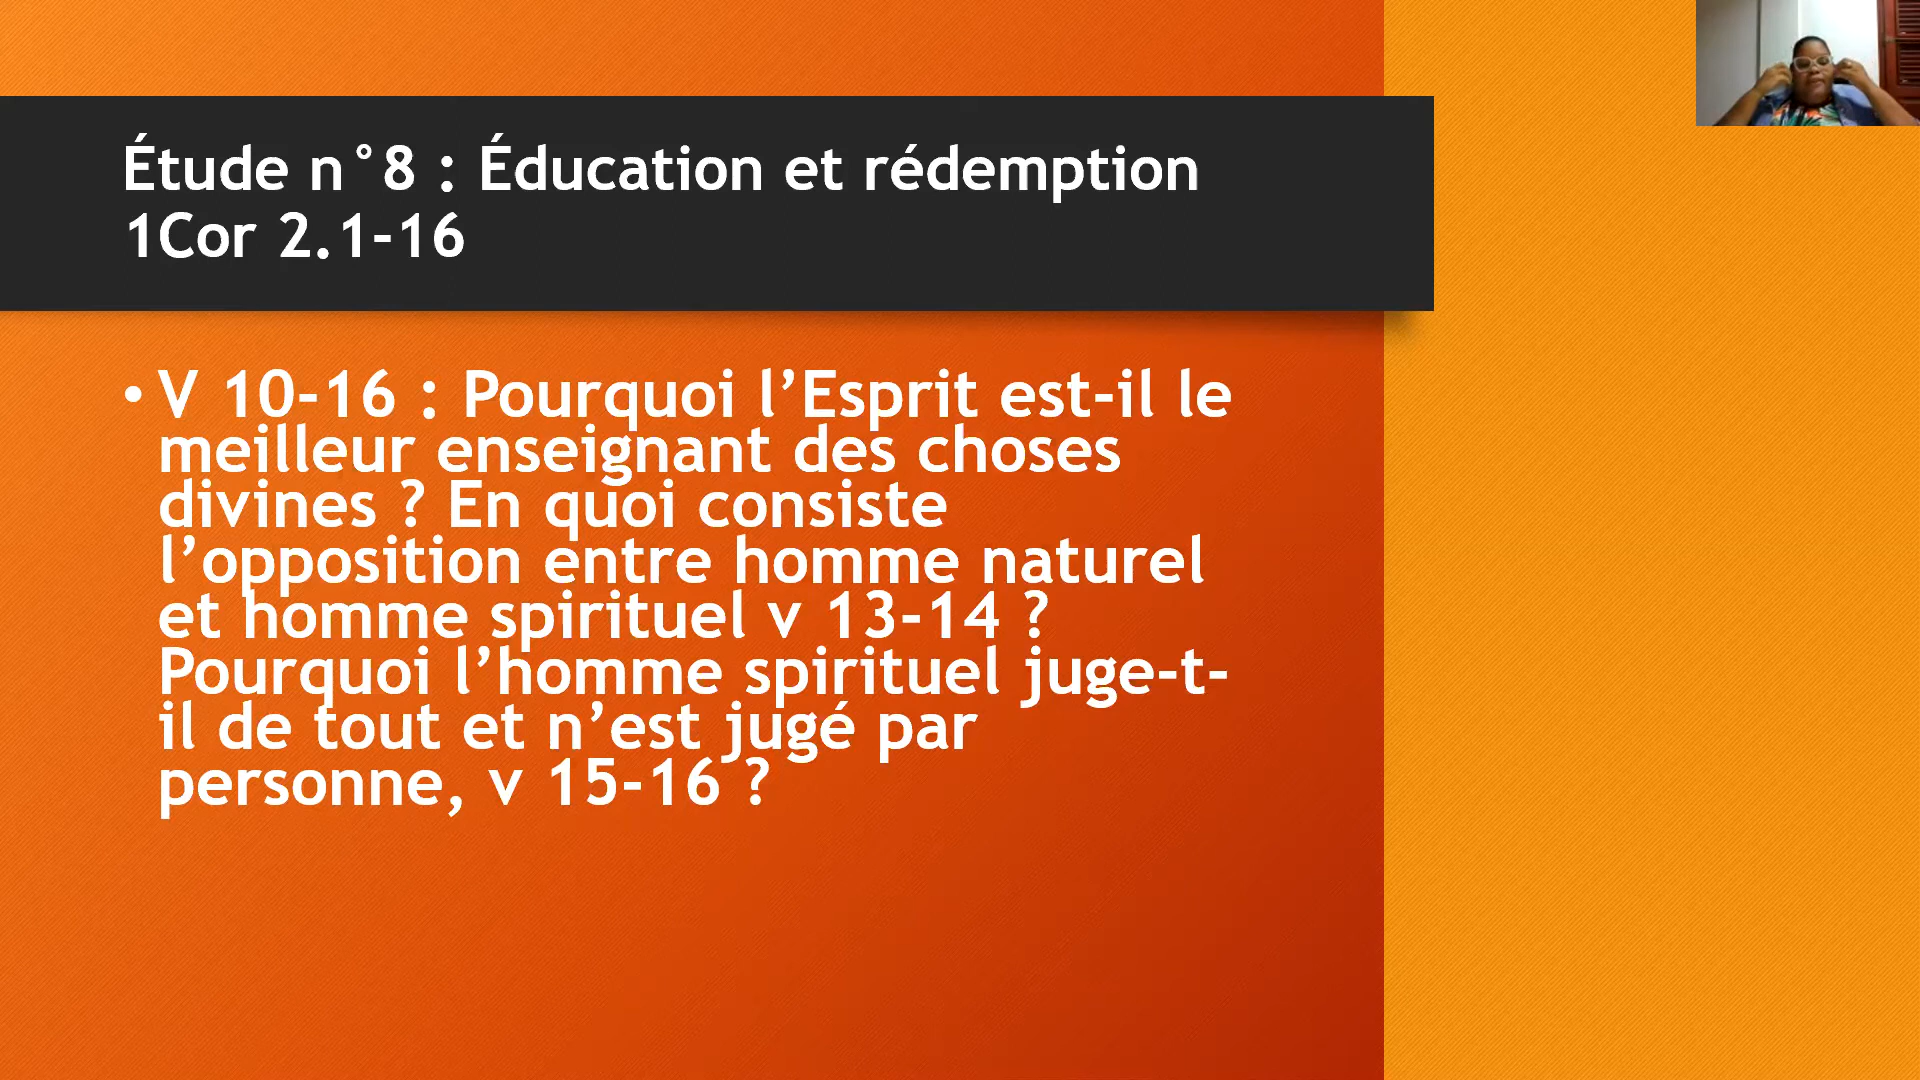 Étude n°8 : Éducation et rédemption
1Cor 2.1-16
• V 10-16 : Pourquoi l’Esprit est-il le
meilleur enseignant des choses
divines ? En quoi consiste
l’opposition entre homme naturel
et homme spirituel v 13-14 ?
Pourquoi l’homme spirituel juge-t-
il de tout et n’est jugé par
personne, v 15-16 ?